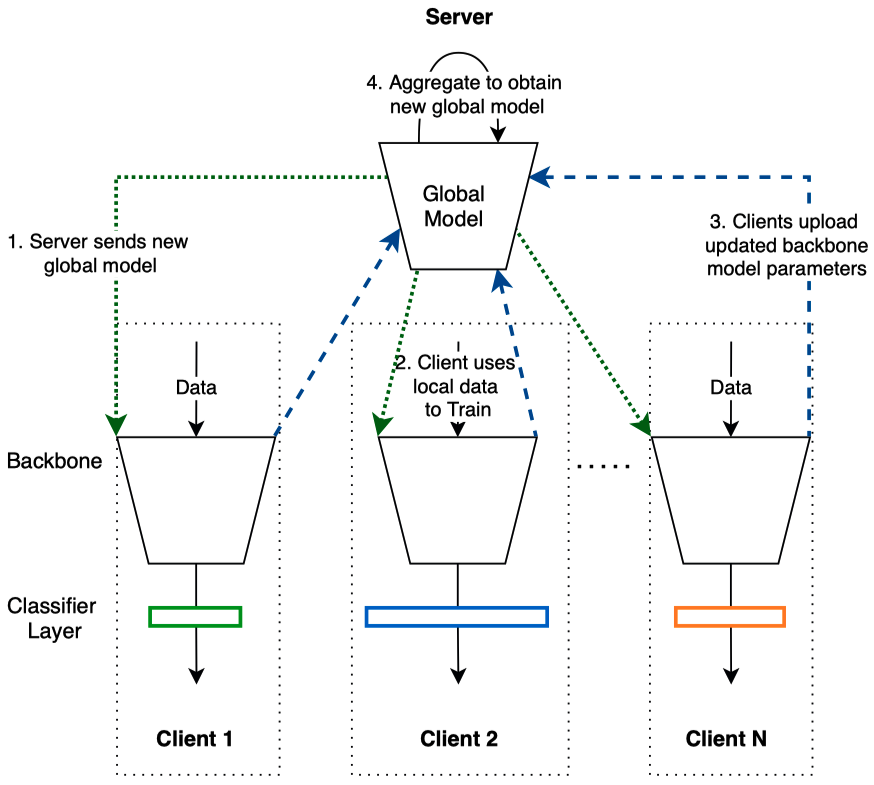 Server
4. Aggregate to obtain
new global model
Global
Model
1. Server sends new
global model
3. Clients upload
updated backbone
model parameters
Data
2. Client uses
local data
to Train
Data
Backbone
Classifier
Layer
Client 1
Client 2
Client N